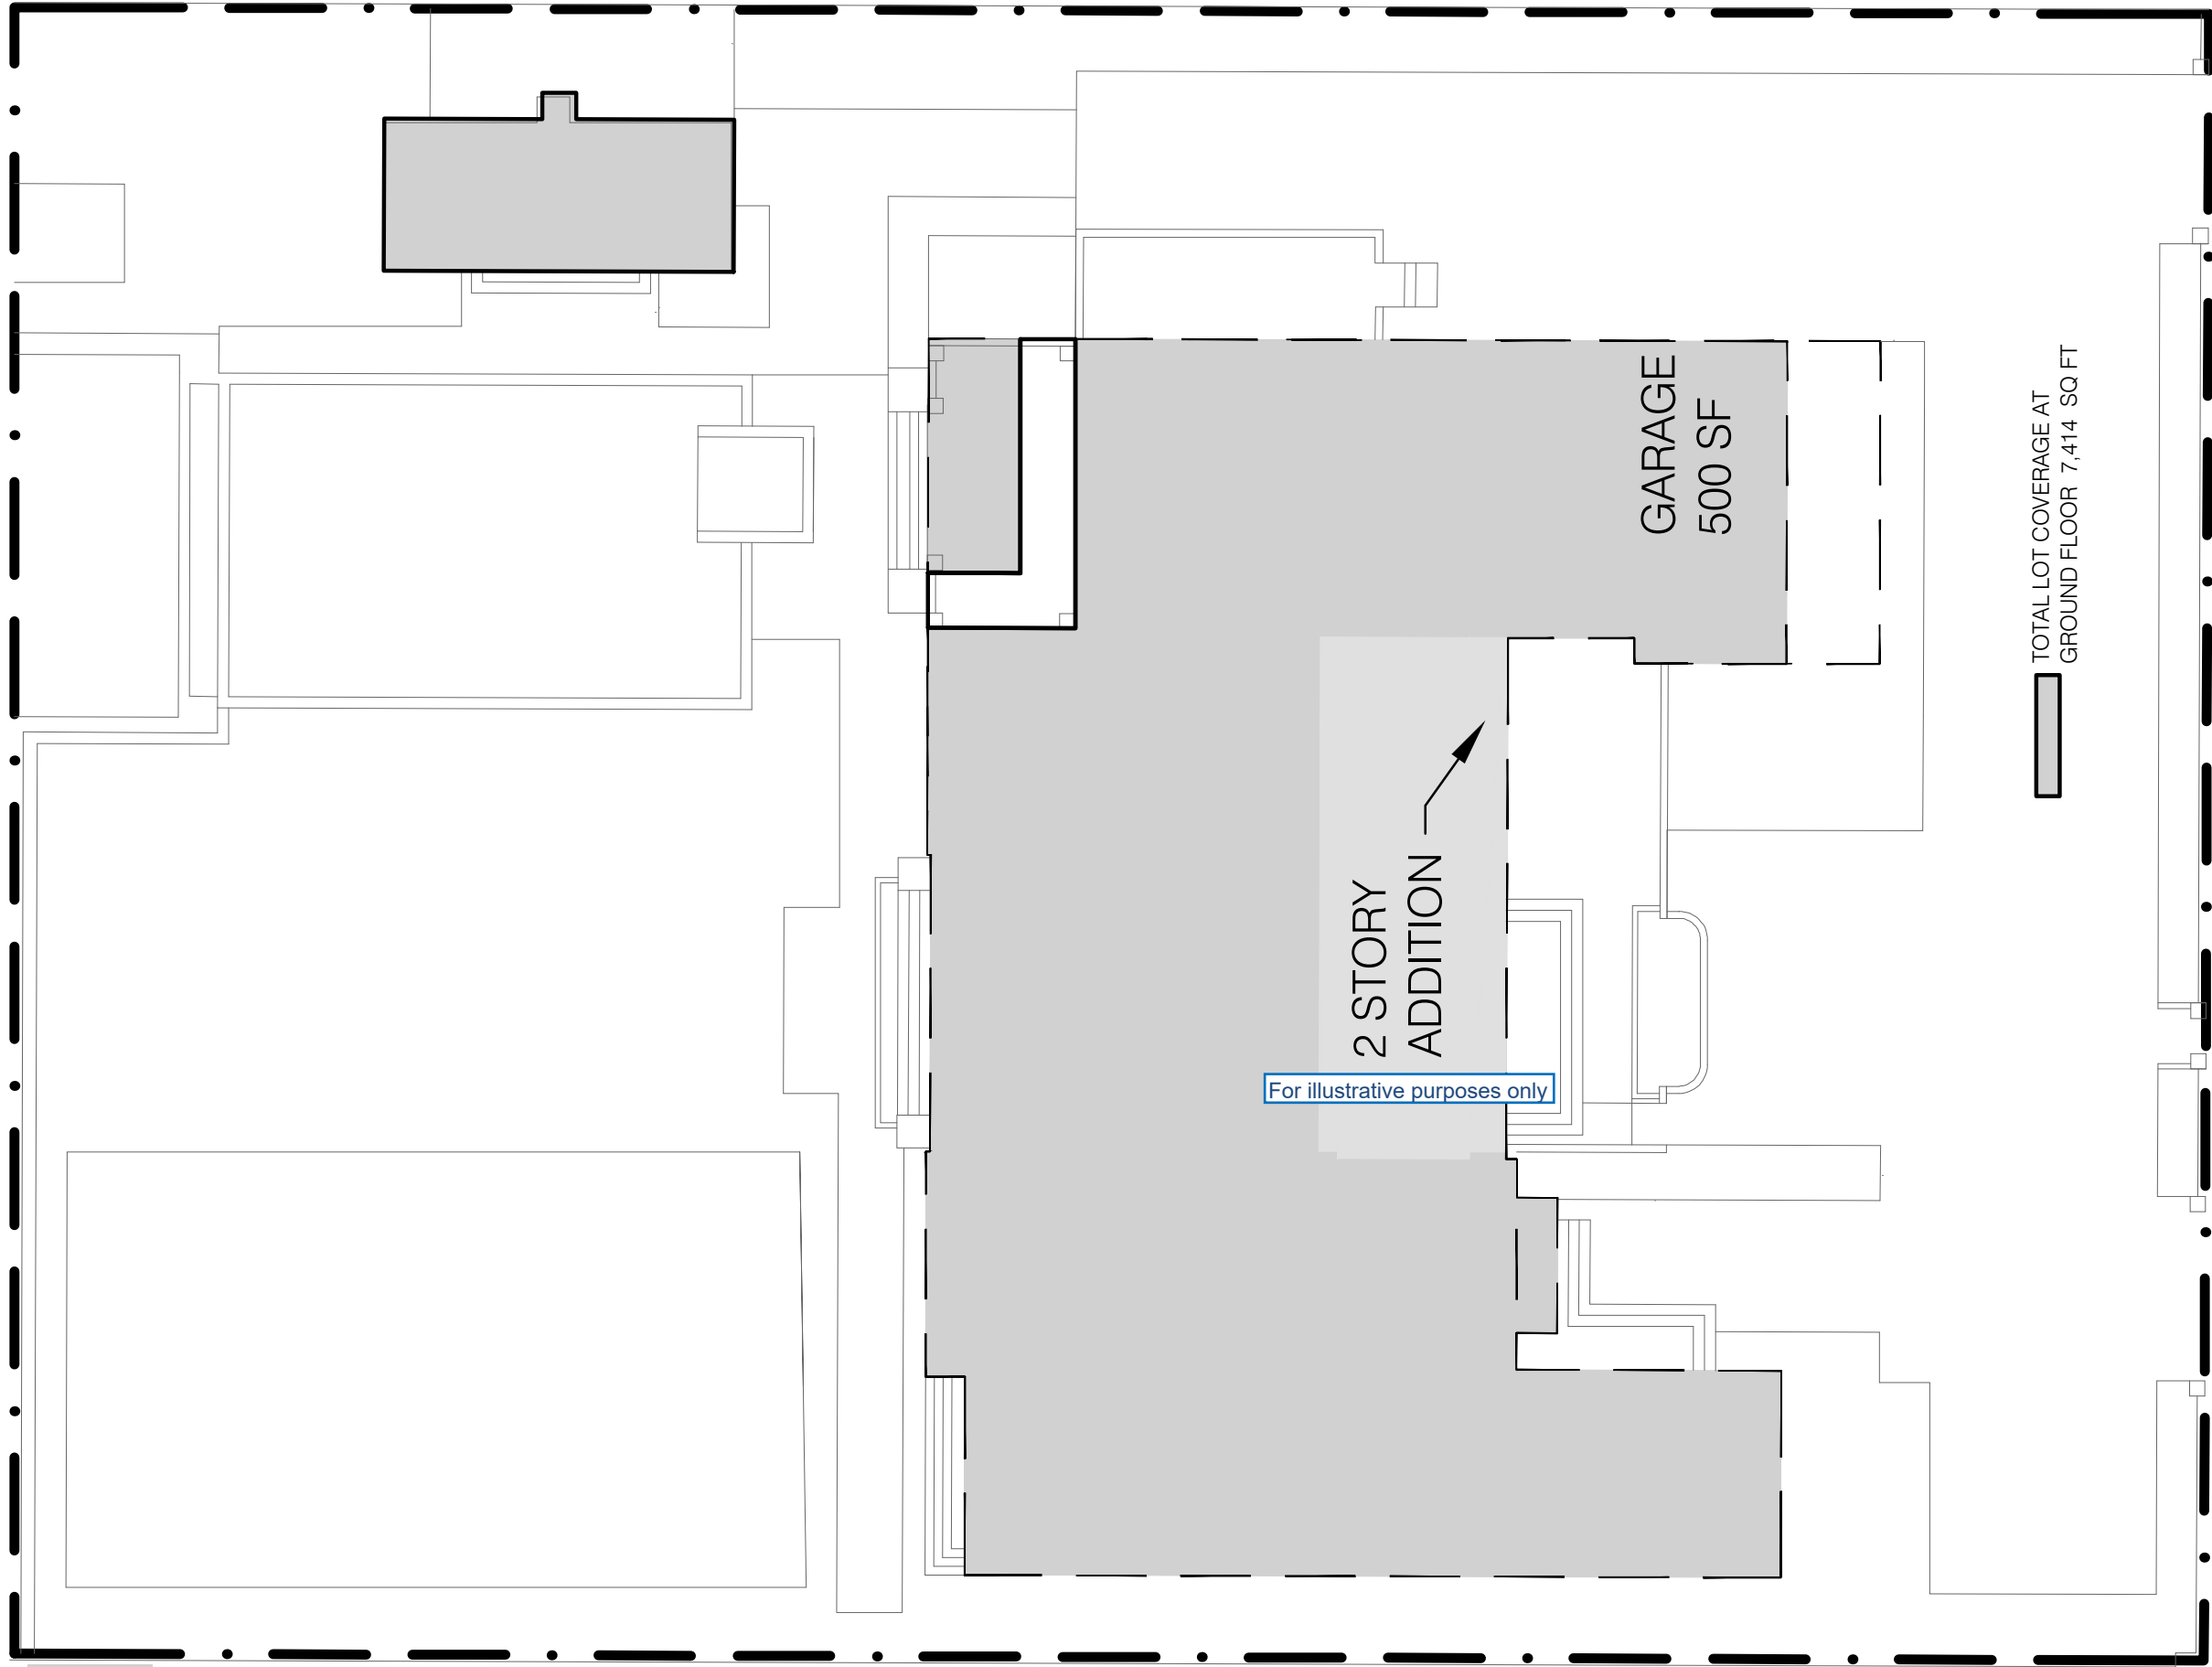 GARAGE
500 SF
TOTAL LOT COVERAGE AT
GROUND FLOOR 7,414 SQ FT
2 STORY
ADDITION
For illustrative purposes only